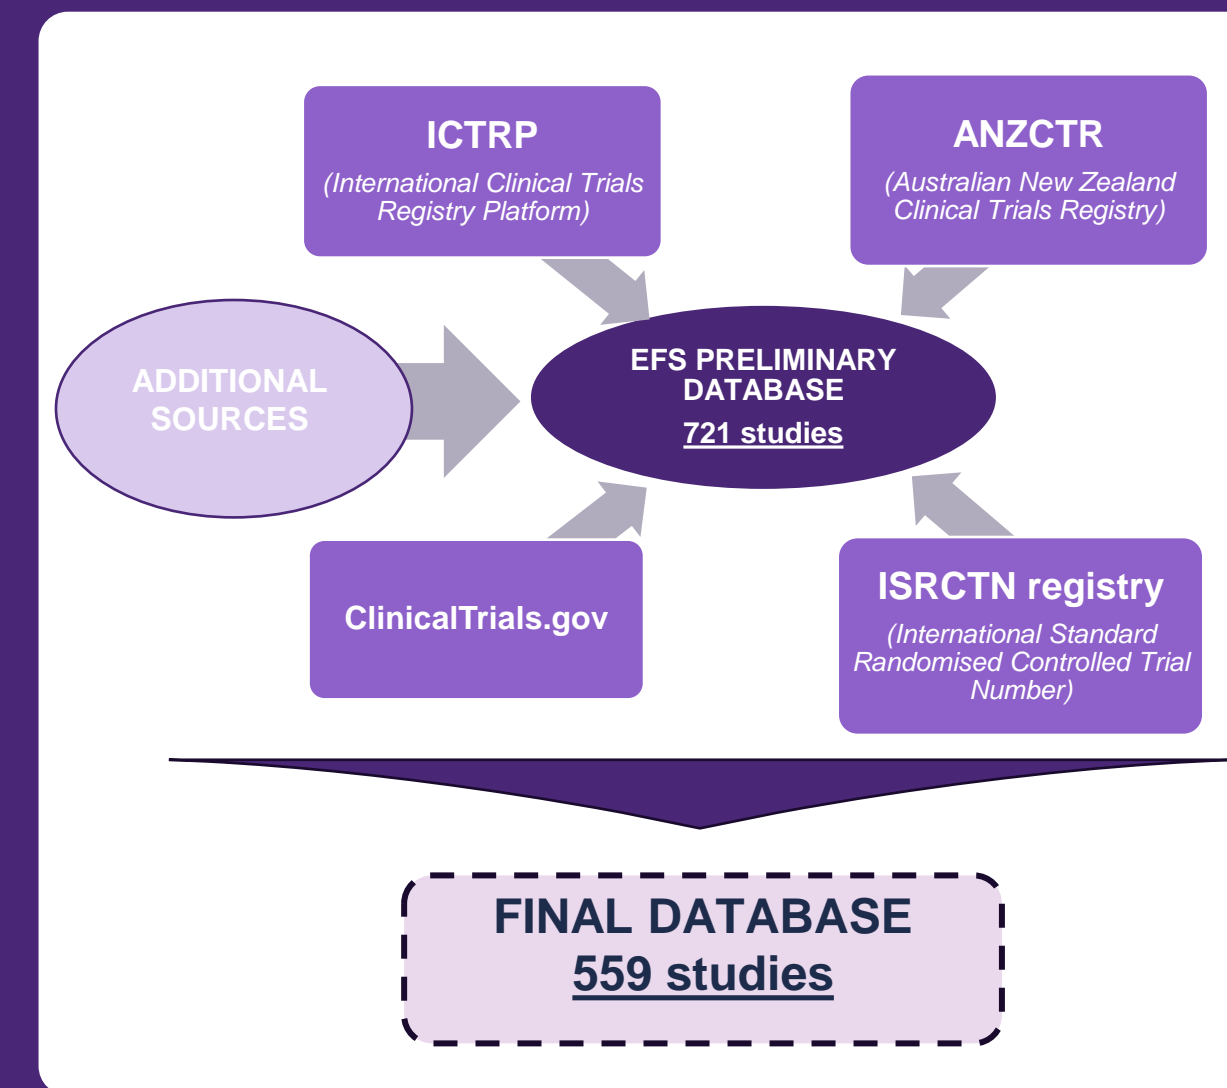 ICTRP
(International Clinical Trials
Registry Platform)
ANZCTR
(Australian New Zealand
Clinical Trials Registry)
ADDITIONAL
SOURCES
EFS PRELIMINARY
DATABASE
721 studies
ClinicalTrials.gov
ISRCTN registry
(International Standard
Randomised Controlled Trial
Number)
FINAL DATABASE
559 studies